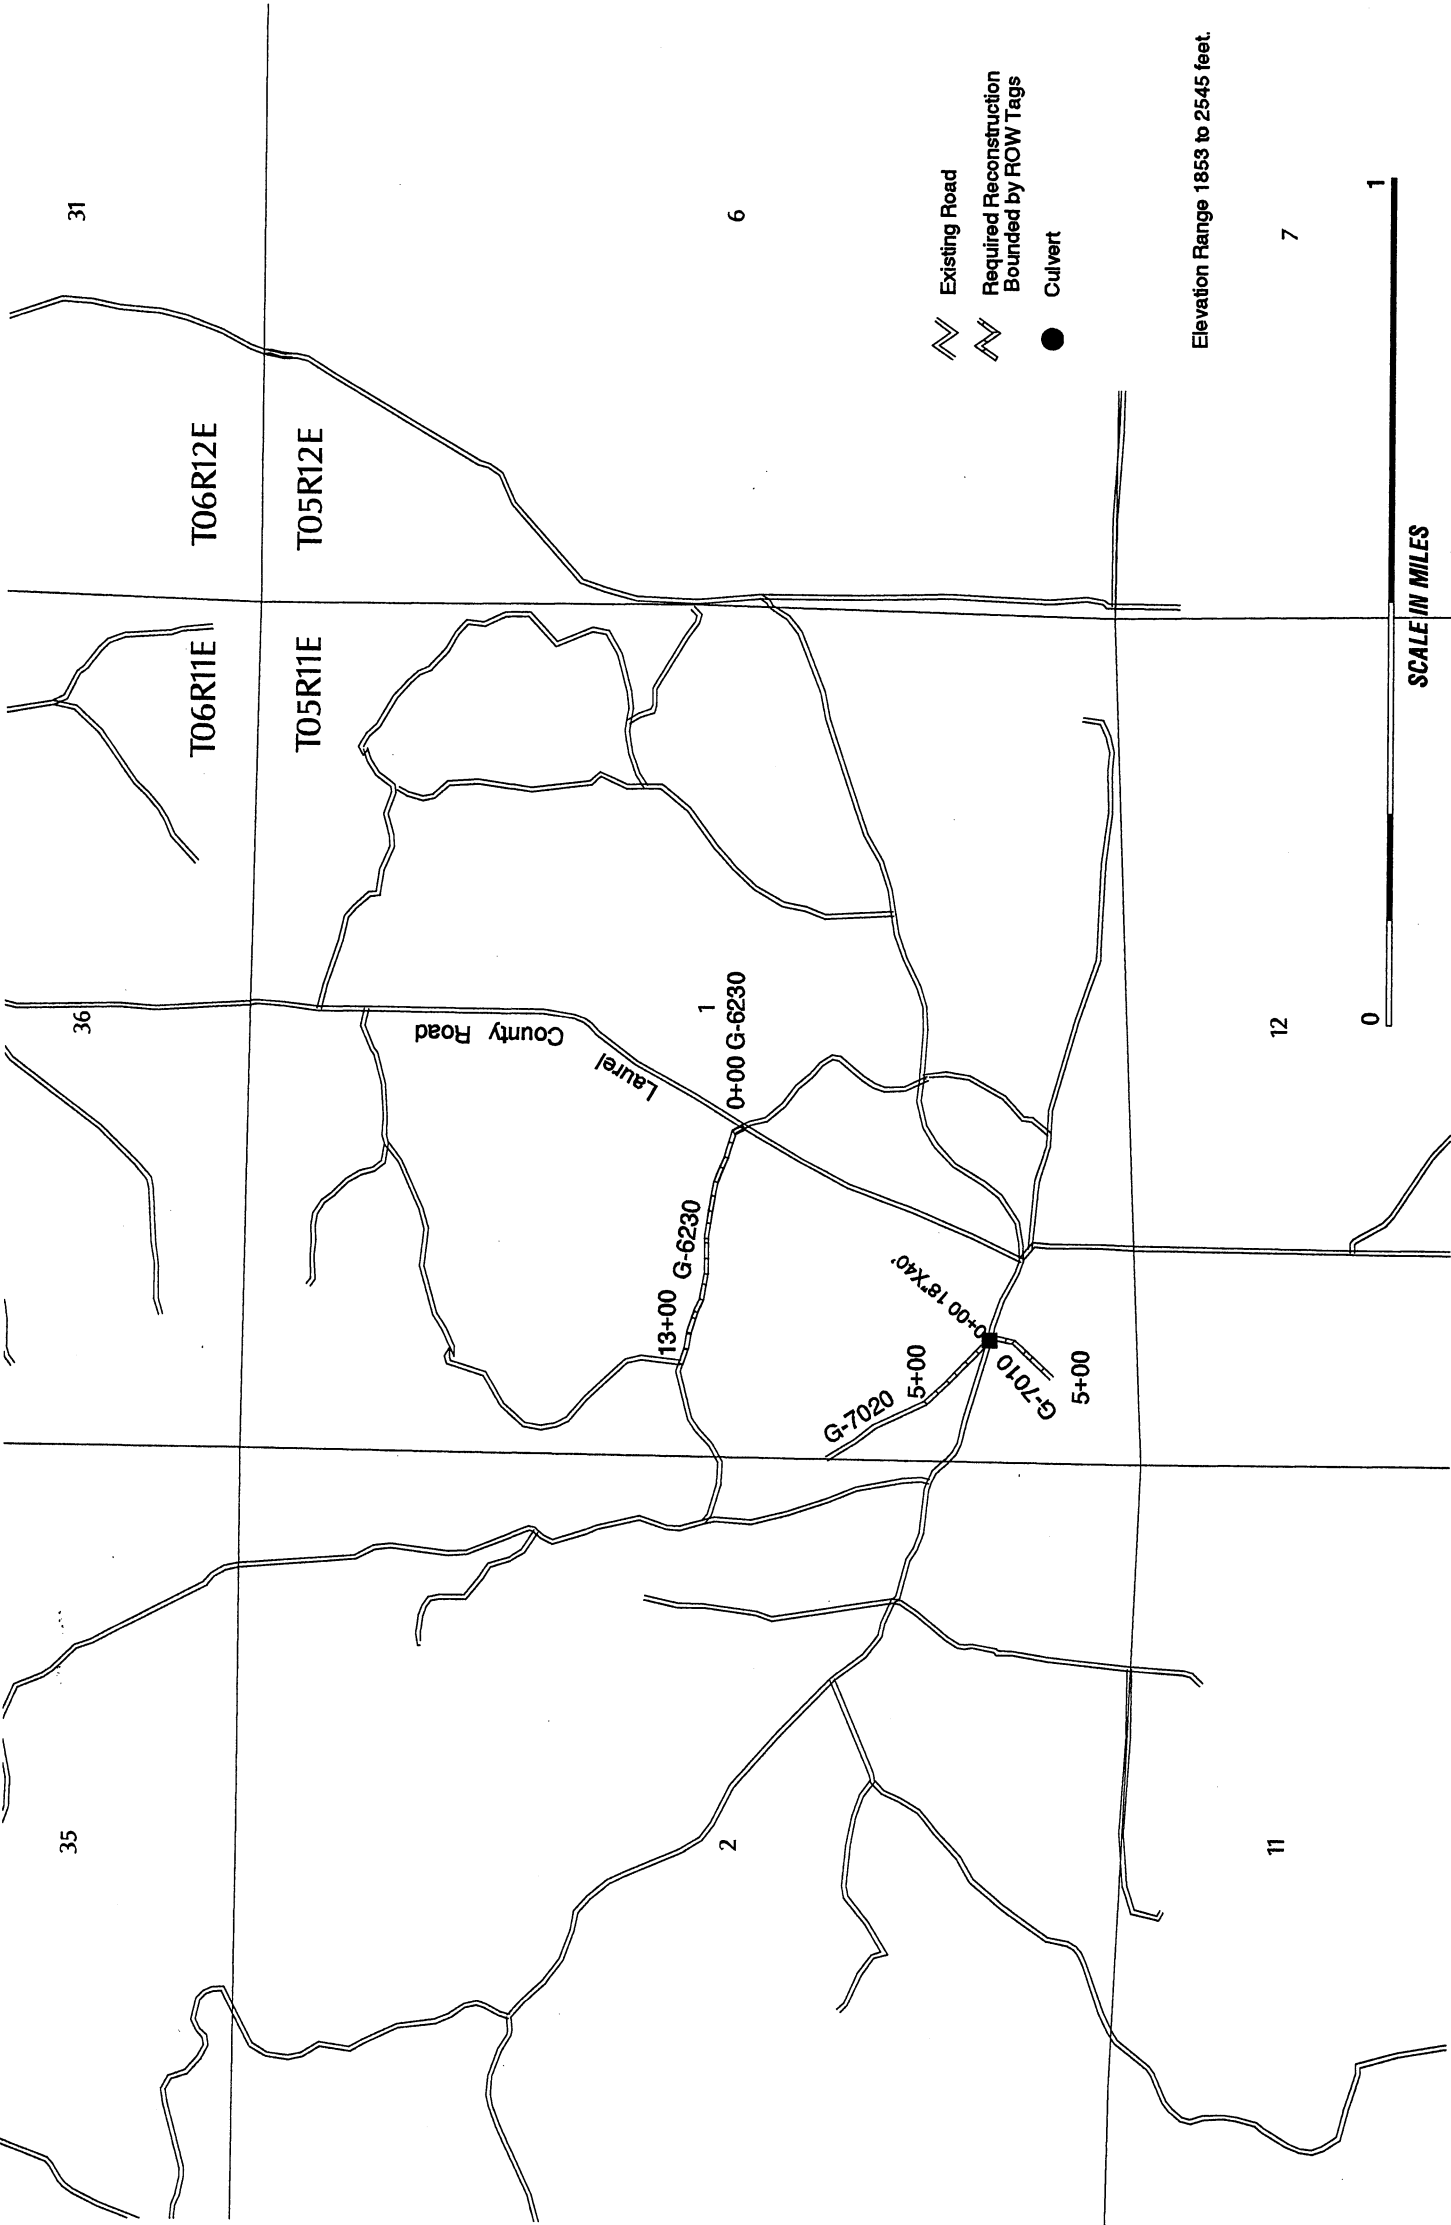 31
36
35
T06R12E
T06R11E
T05R12E
T05R11E
6
1
2
County Road
Laurel
0+00 G-6230
G-6230
13+00
0+00 18"X40'
5+00
G-7020
G-7010
5+00
7
12
11
Existing Road
Required Reconstruction
Bounded by ROW Tags
Culvert
Elevation Range 1853 to 2545 feet.
0
1
SCALE IN MILES